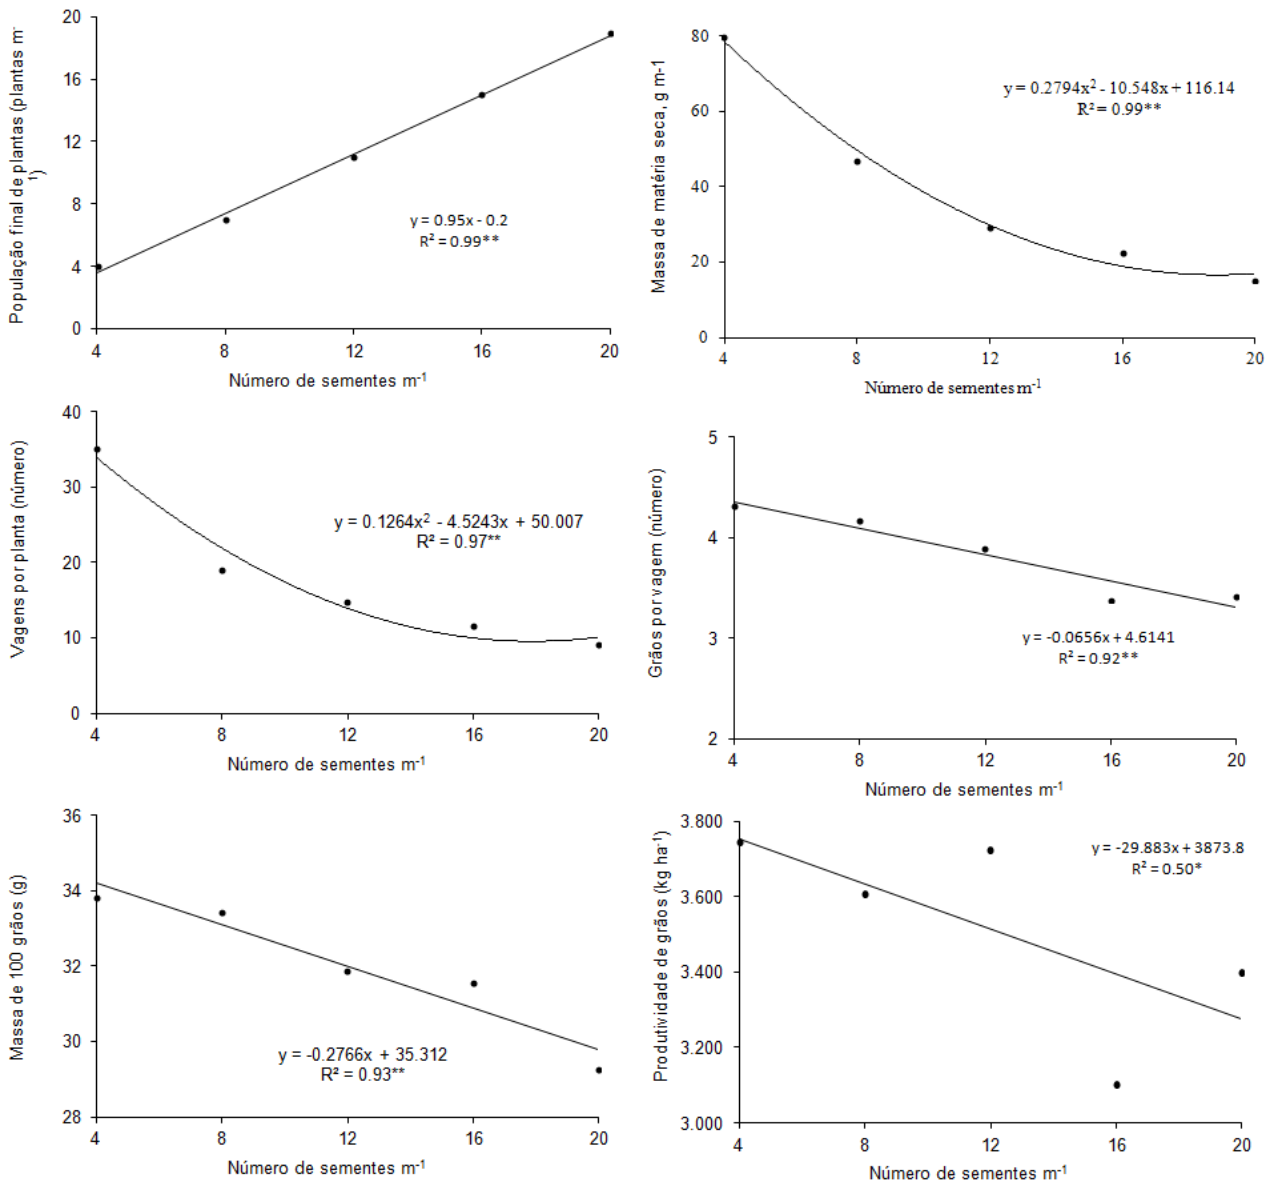 População final de plantas (plantas m-
1)
20
16
12
8
4
0
y = 0.95x - 0.2
R² = 0.99**
4 8 12 16 20
Número de sementes m-1
Massa de matéria seca, g m-1
80
60
40
20
0
y = 0.2794x² - 10.548x + 116.14
R² = 0.99**
4 8 12 16 20
Número de sementes m-1
Vagens por planta (número)
40
30
20
10
0
y = 0.1264x² - 4.5243x + 50.007
R² = 0.97**
4 8 12 16 20
Número de sementes m-1
Grãos por vagem (número)
5
4
3
2
y = -0.0656x + 4.6141
R² = 0.92**
4 8 12 16 20
Número de sementes m-1
Massa de 100 grãos (g)
36
34
32
30
28
y = -0.2766x + 35.312
R² = 0.93**
4 8 12 16 20
Número de sementes m-1
Produtividade de grãos (kg ha-1)
3.800
3.600
3.400
3.200
3.000
y = -29.883x + 3873.8
R² = 0.50*
4 8 12 16 20
Número de sementes m-1